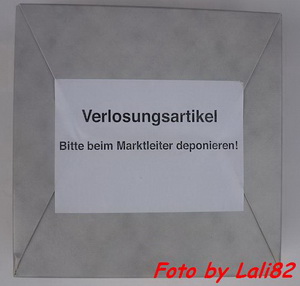 Verlosungsartikel
Bitte beim Marktleiter deponieren!
Foto by Lali82